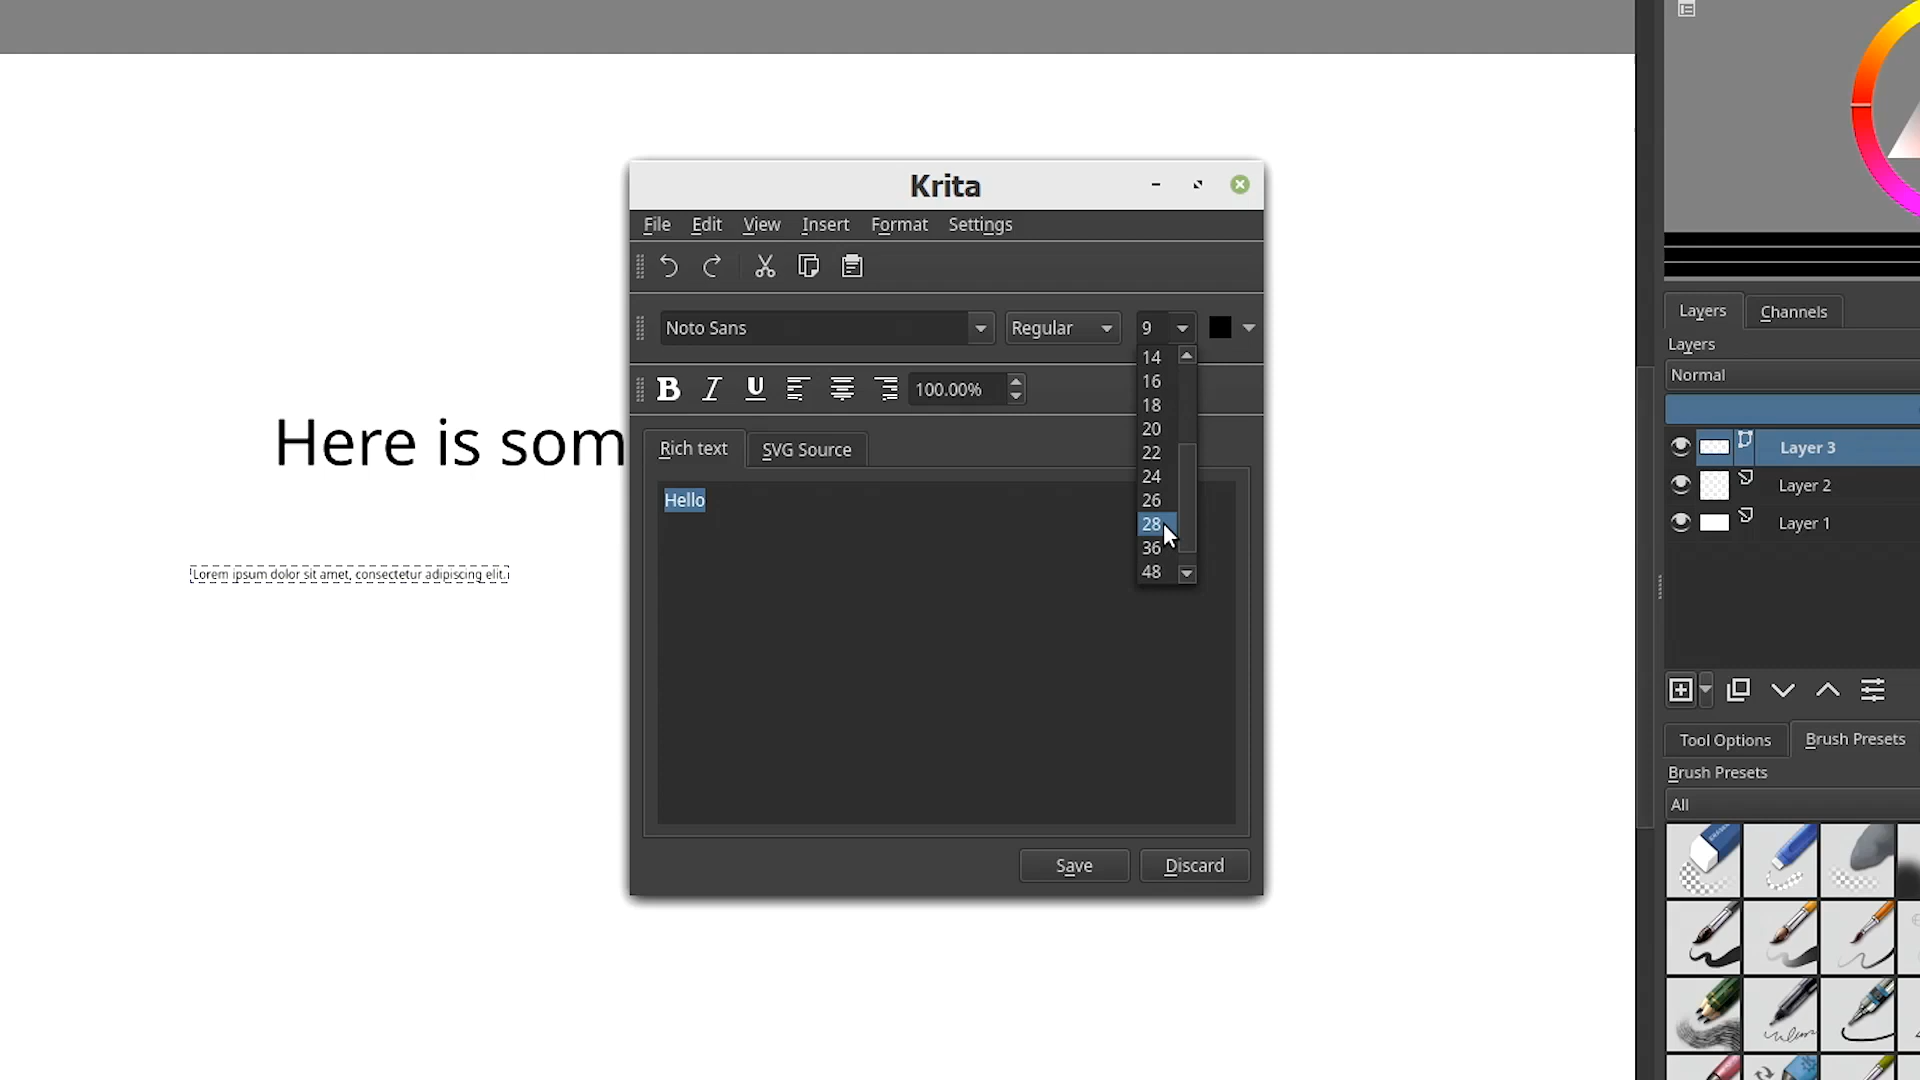 Krita
File Edit View Insert Format Settings
Noto Sans Regular 9
14
16
18
20
22
24
26
28
36
48
100.00%
Rich text SVG Source
Hello
Save Discard
Here is som
Lorem ipsum dolor sit amet, consectetur adipiscing elit.
Layers Channels
Layers
Normal
Layer 3
Layer 2
Layer 1
Tool Options Brush Presets
Brush Presets
All